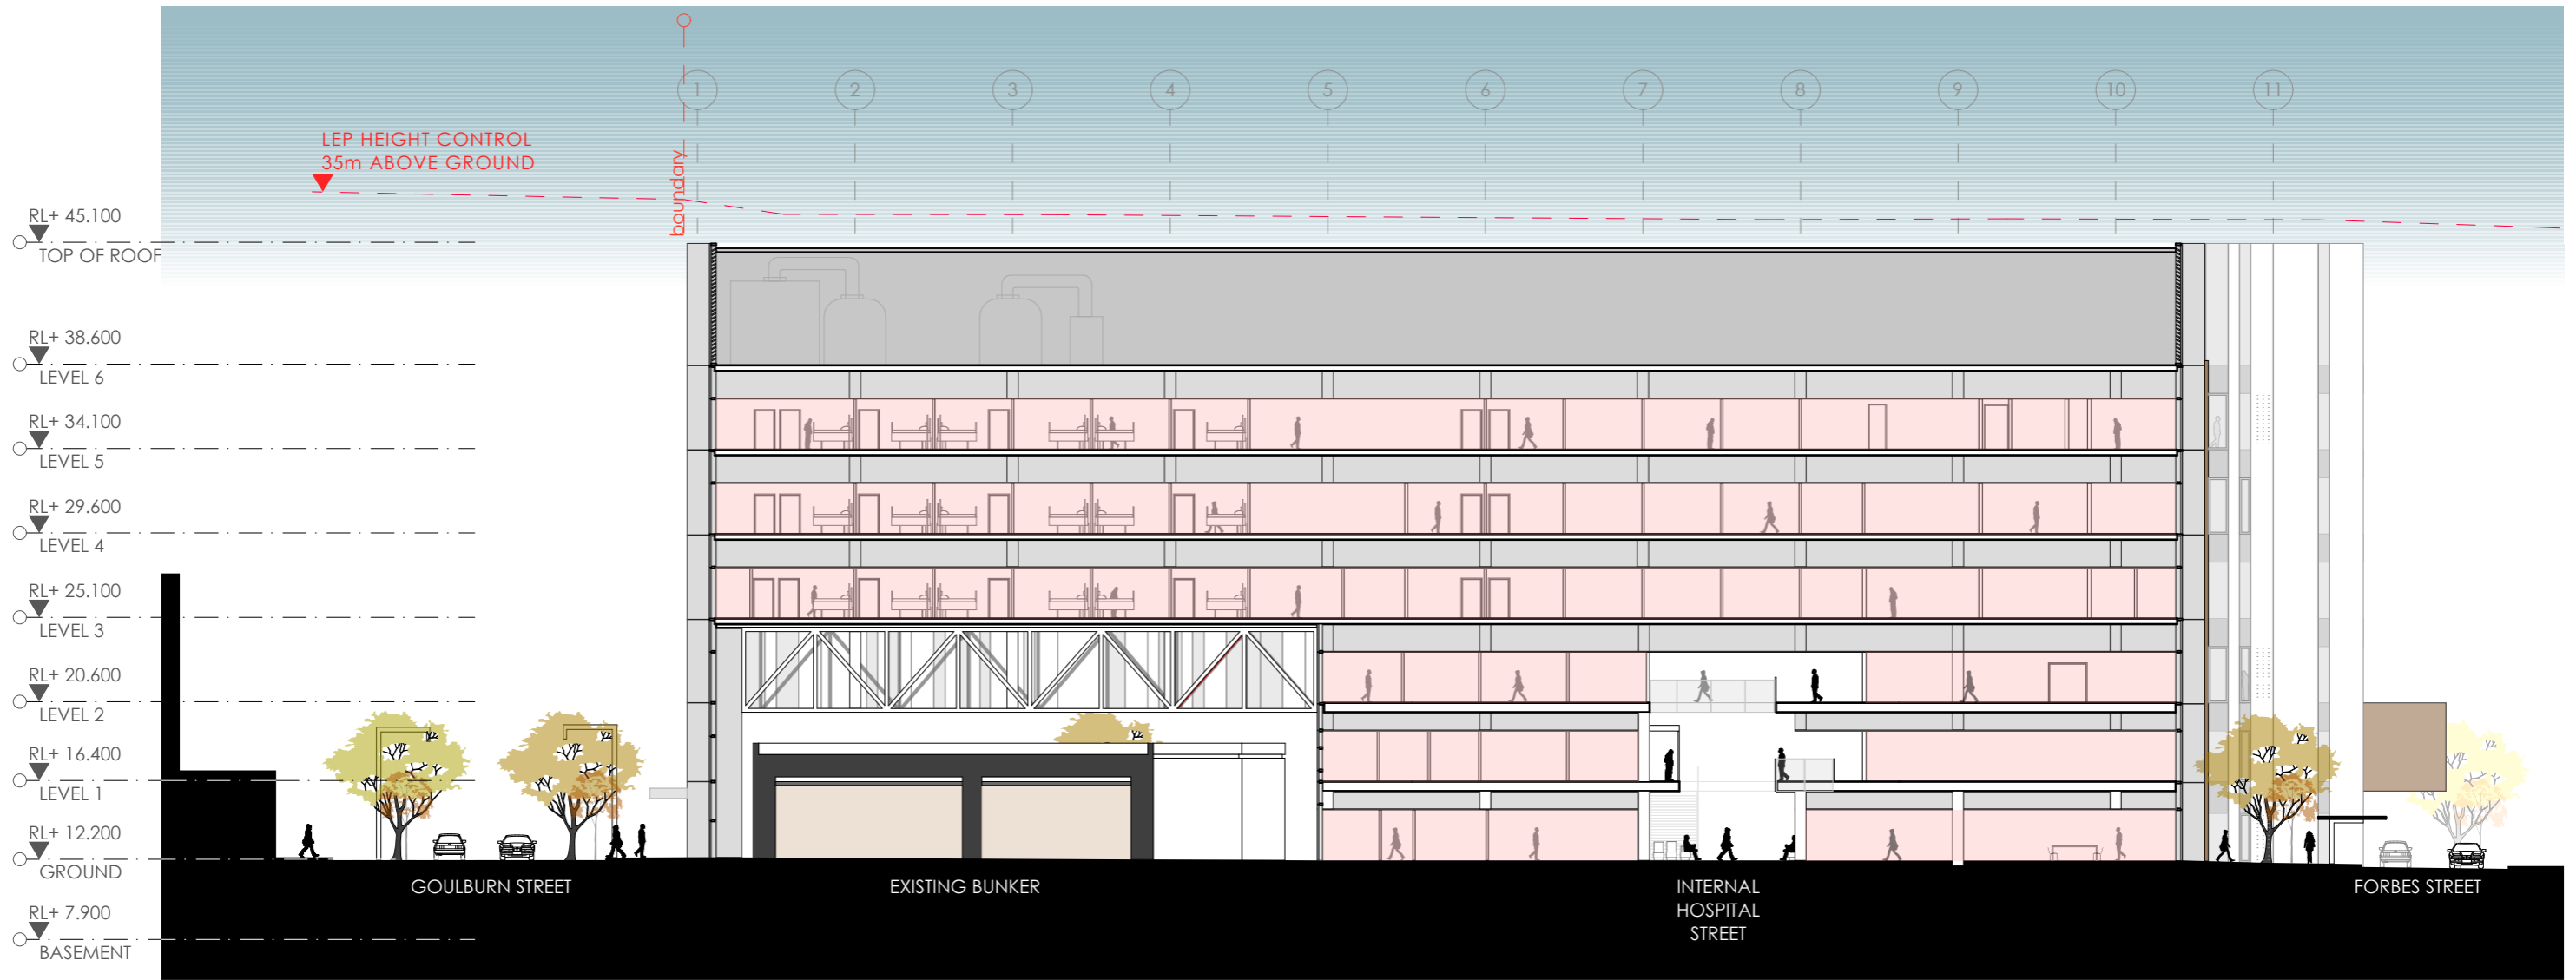 1
2
3
4
5
6
7
8
9
10
11
LEP HEIGHT CONTROL
35m ABOVE GROUND
boundary
RL+ 45.100
TOP OF ROOF
RL+ 38.600
LEVEL 6
RL+ 34.100
LEVEL 5
RL+ 29.600
LEVEL 4
RL+ 25.100
LEVEL 3
RL+ 20.600
LEVEL 2
RL+ 16.400
LEVEL 1
RL+ 12.200
GROUND
RL+ 7.900
BASEMENT
GOULBURN STREET
EXISTING BUNKER
INTERNAL
HOSPITAL
STREET
FORBES STREET